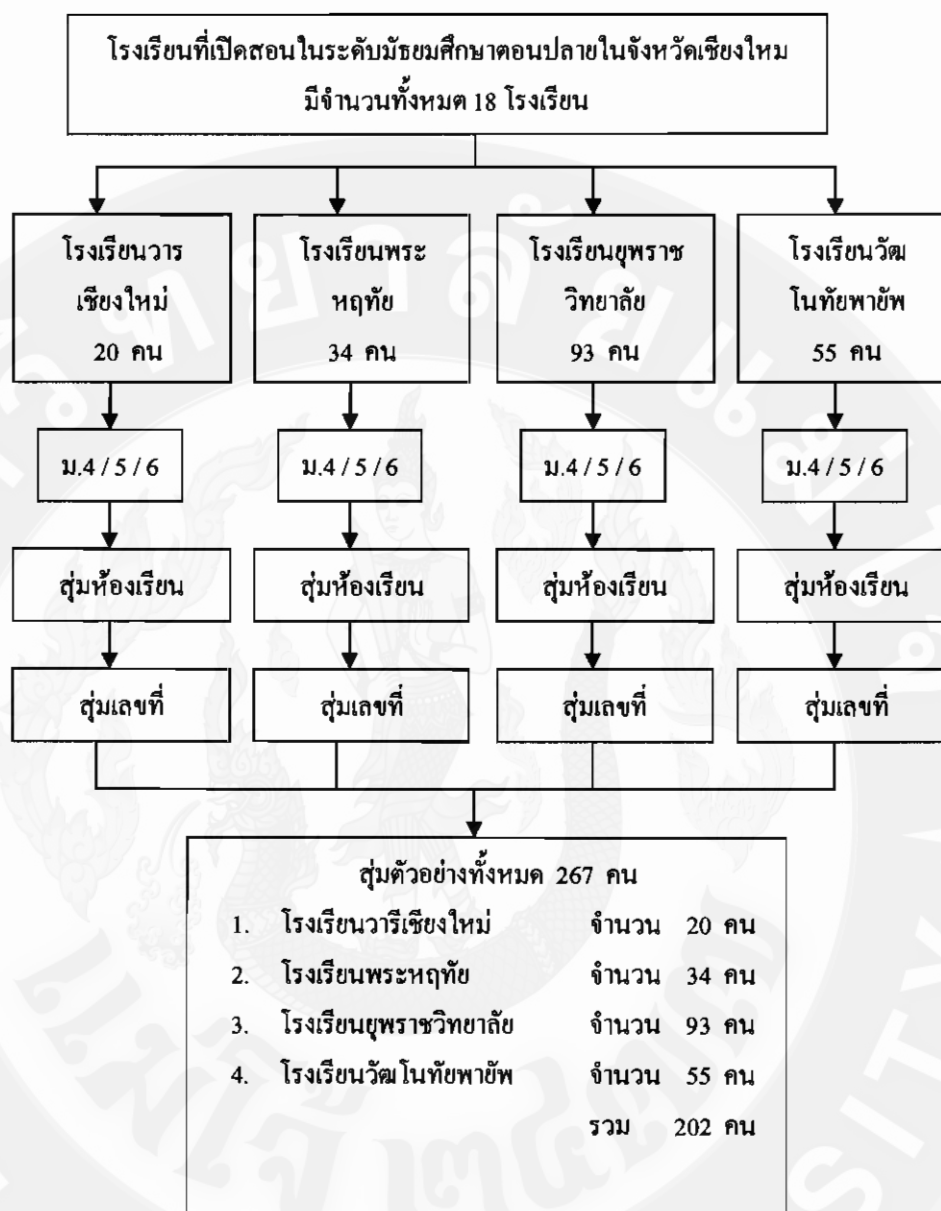 โรงเรียนที่เปิดสอนในระดับมัธยมศึกษาตอนปลายในจังหวัดเชียงใหม
มีจำนวนทั้งหมด 18 โรงเรียน
โรงเรียนวาร
เชียงใหม่
20 คน
โรงเรียนพระ
หฤทัย
34 คน
โรงเรียนยุพราช
วิทยาลัย
93 คน
โรงเรียนวัฒ
โนทัยพายัพ
55 คน
ม.4 / 5 / 6
ม.4 / 5 / 6
ม.4 / 5 / 6
ม.4 / 5 / 6
สุ่มห้องเรียน
สุ่มห้องเรียน
สุ่มห้องเรียน
สุ่มห้องเรียน
สุ่มเลขที่
สุ่มเลขที่
สุ่มเลขที่
สุ่มเลขที่
สุ่มตัวอย่างทั้งหมด 267 คน
1. โรงเรียนวารีเชียงใหม่ จำนวน 20 คน
2. โรงเรียนพระหฤทัย จำนวน 34 คน
3. โรงเรียนยุพราชวิทยาลัย จำนวน 93 คน
4. โรงเรียนวัฒโนทัยพายัพ จำนวน 55 คน
รวม 202 คน